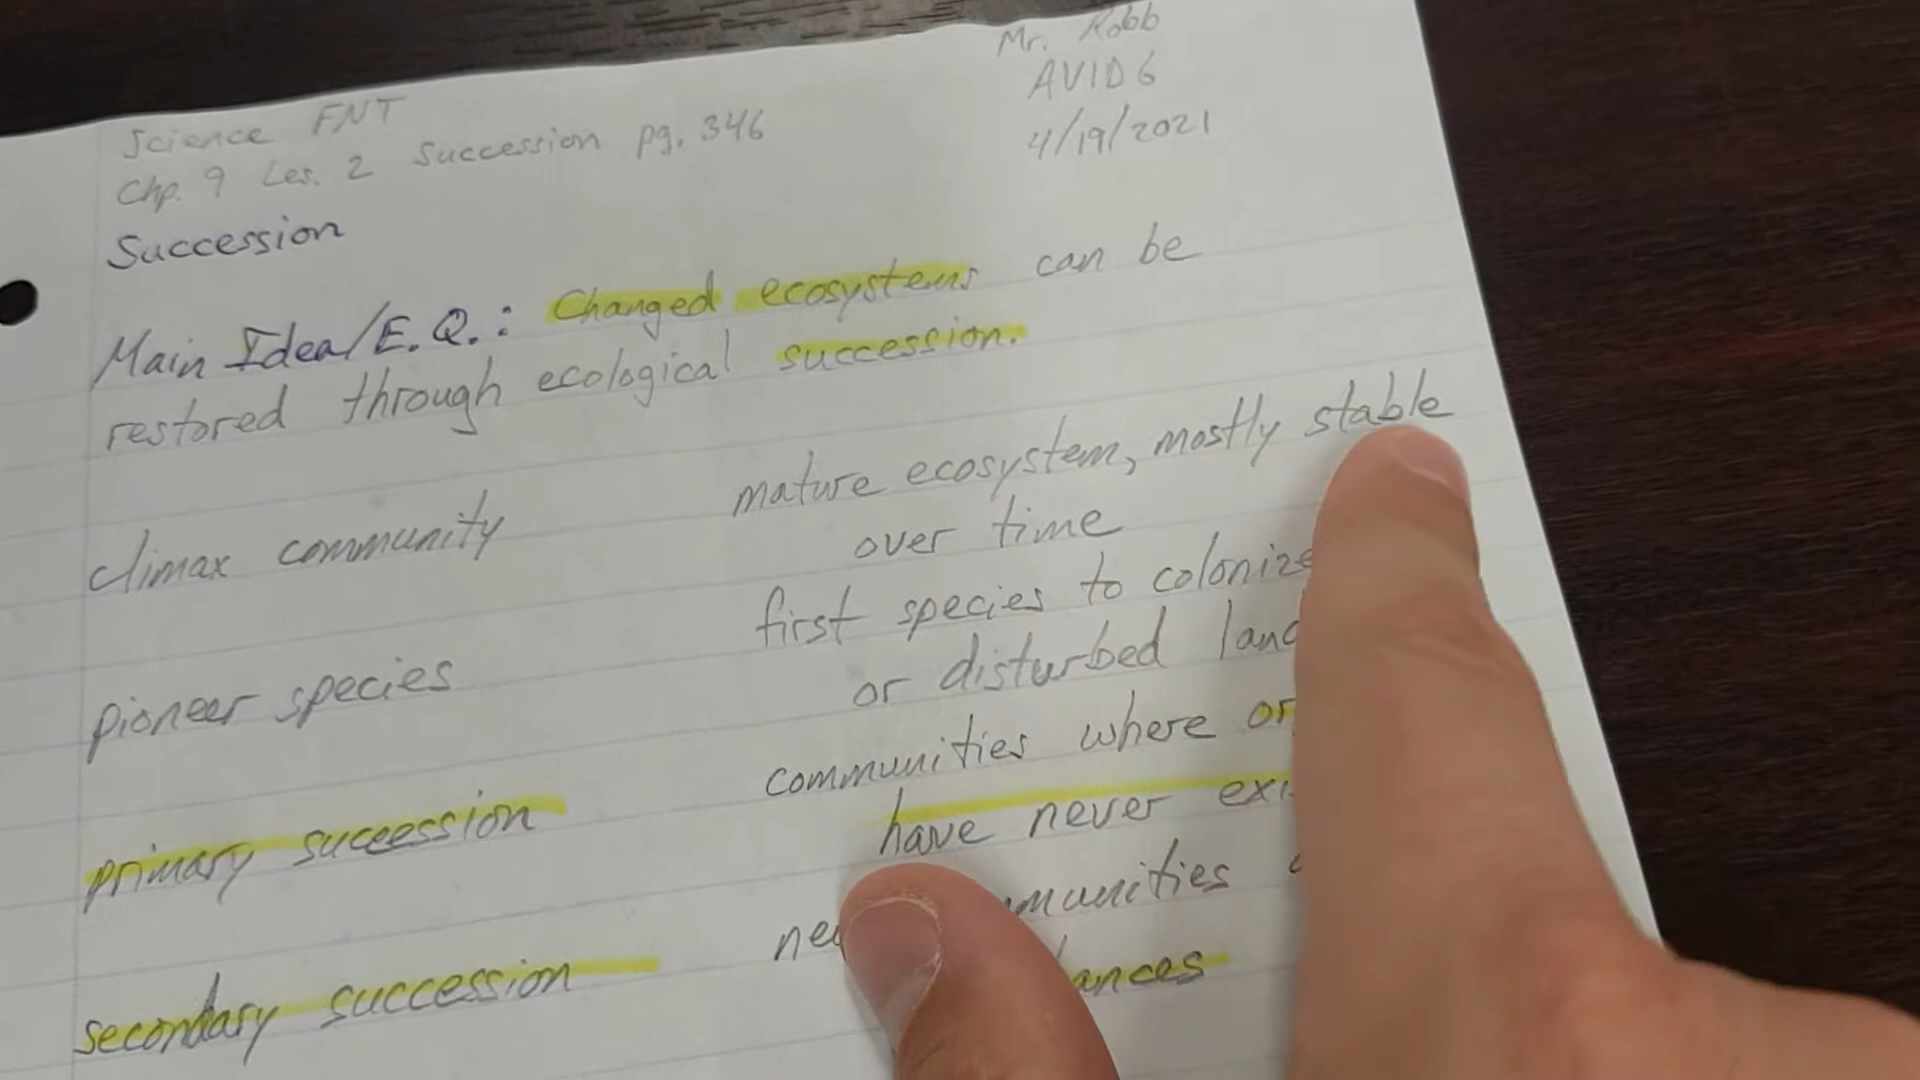 Mr. Robb
Science FNT AVID 6
Chp. 9 Les. 2 Succession pg. 346 4/19/2021
Succession
Main Idea/E.Q.: Changed ecosystems can be
restored through ecological succession.
climax community mature ecosystem, mostly stable
over time
pioneer species first species to colonize
or disturbed
primary succession communities where
have never
secondary succession